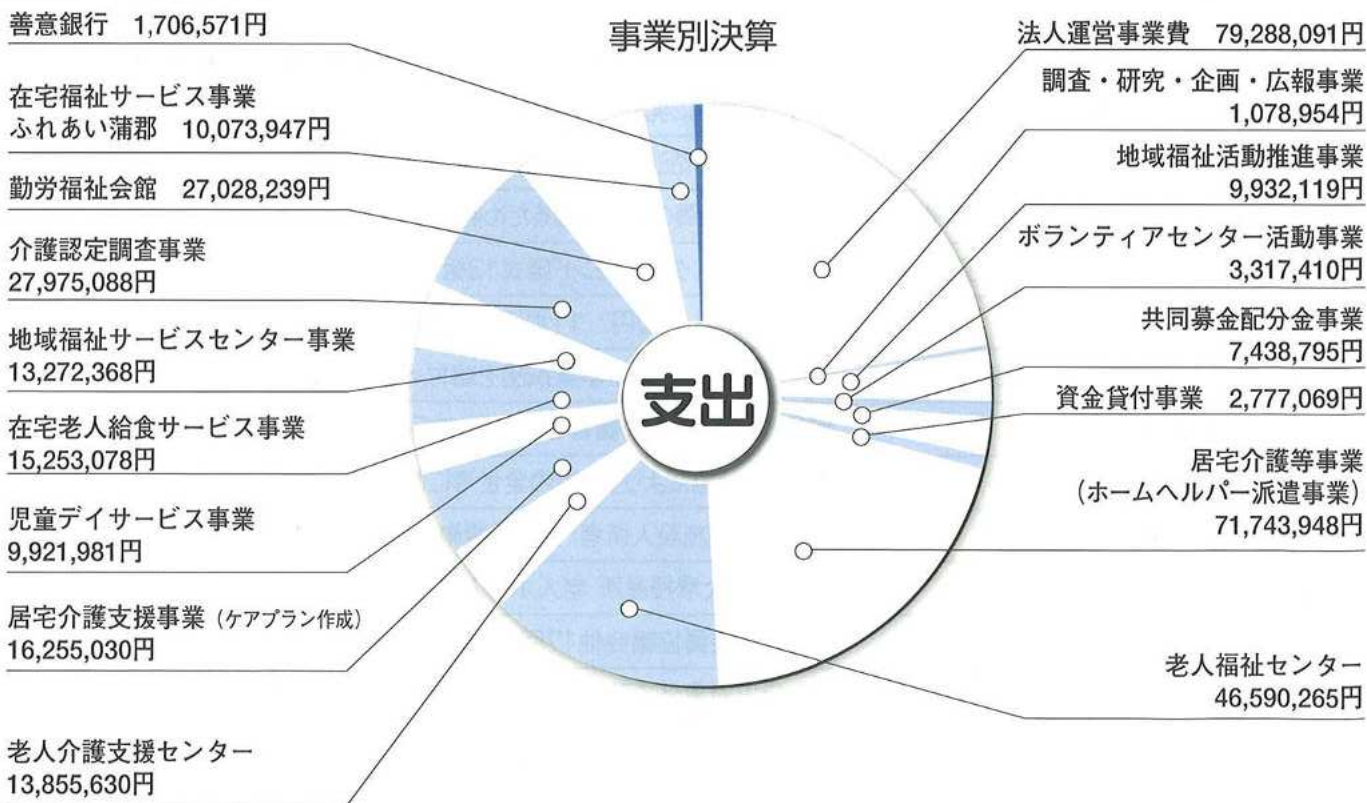 事業別決算
善意銀行 1,706,571円
在宅福祉サービス事業
ふれあい蒲郡 10,073,947円
勤労福祉会館 27,028,239円
介護認定調査事業
27,975,088円
地域福祉サービスセンター事業
13,272,368円
在宅老人給食サービス事業
15,253,078円
児童デイサービス事業
9,921,981円
居宅介護支援事業（ケアプラン作成）
16,255,030円
老人介護支援センター
13,855,630円
支出
法人運営事業費 79,288,091円
調査・研究・企画・広報事業
1,078,954円
地域福祉活動推進事業
9,932,119円
ボランティアセンター活動事業
3,317,410円
共同募金配分金事業
7,438,795円
資金貸付事業 2,777,069円
居宅介護等事業
（ホームヘルパー派遣事業）
71,743,948円
老人福祉センター
46,590,265円